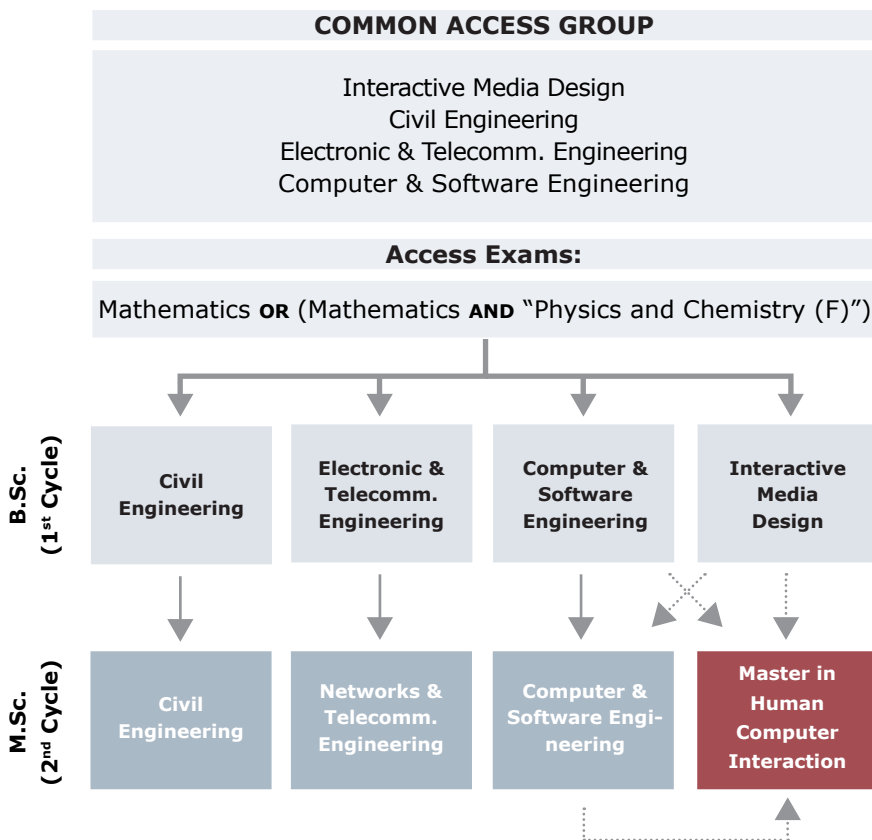 COMMON ACCESS GROUP
Interactive Media Design
Civil Engineering
Electronic & Telecomm. Engineering
Computer & Software Engineering
Access Exams:
Mathematics OR (Mathematics AND “Physics and Chemistry (F)”)
B.Sc.
(1st Cycle)
Civil
Engineering
Electronic &
Telecomm.
Engineering
Computer &
Software
Engineering
Interactive
Media
Design
M.Sc.
(2nd Cycle)
Civil
Engineering
Networks &
Telecomm.
Engineering
Computer &
Software Engi-
neering
Master in
Human
Computer
Interaction